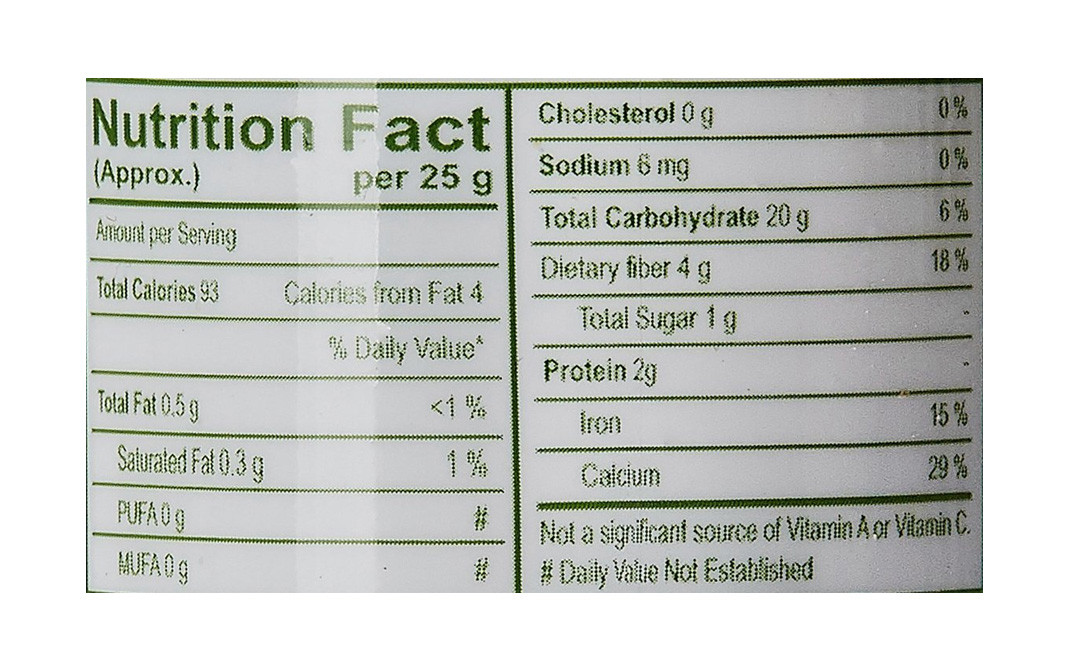 Nutrition Fact
(Approx.) per 25 g
Amount per Serving
Total Calories 93 Calories from Fat 4
% Daily Value*
Total Fat 0.5 g <1 %
Saturated Fat 0.3 g 1 %
PUFA 0 g #
MUFA 0 g #
Cholesterol 0 g 0 %
Sodium 6 mg 0 %
Total Carbohydrate 20 g 6 %
Dietary fiber 4 g 18 %
Total Sugar 1 g -
Protein 2g -
Iron 15 %
Calcium 29 %
Not a significant source of Vitamin A or Vitamin C.
# Daily Value Not Established